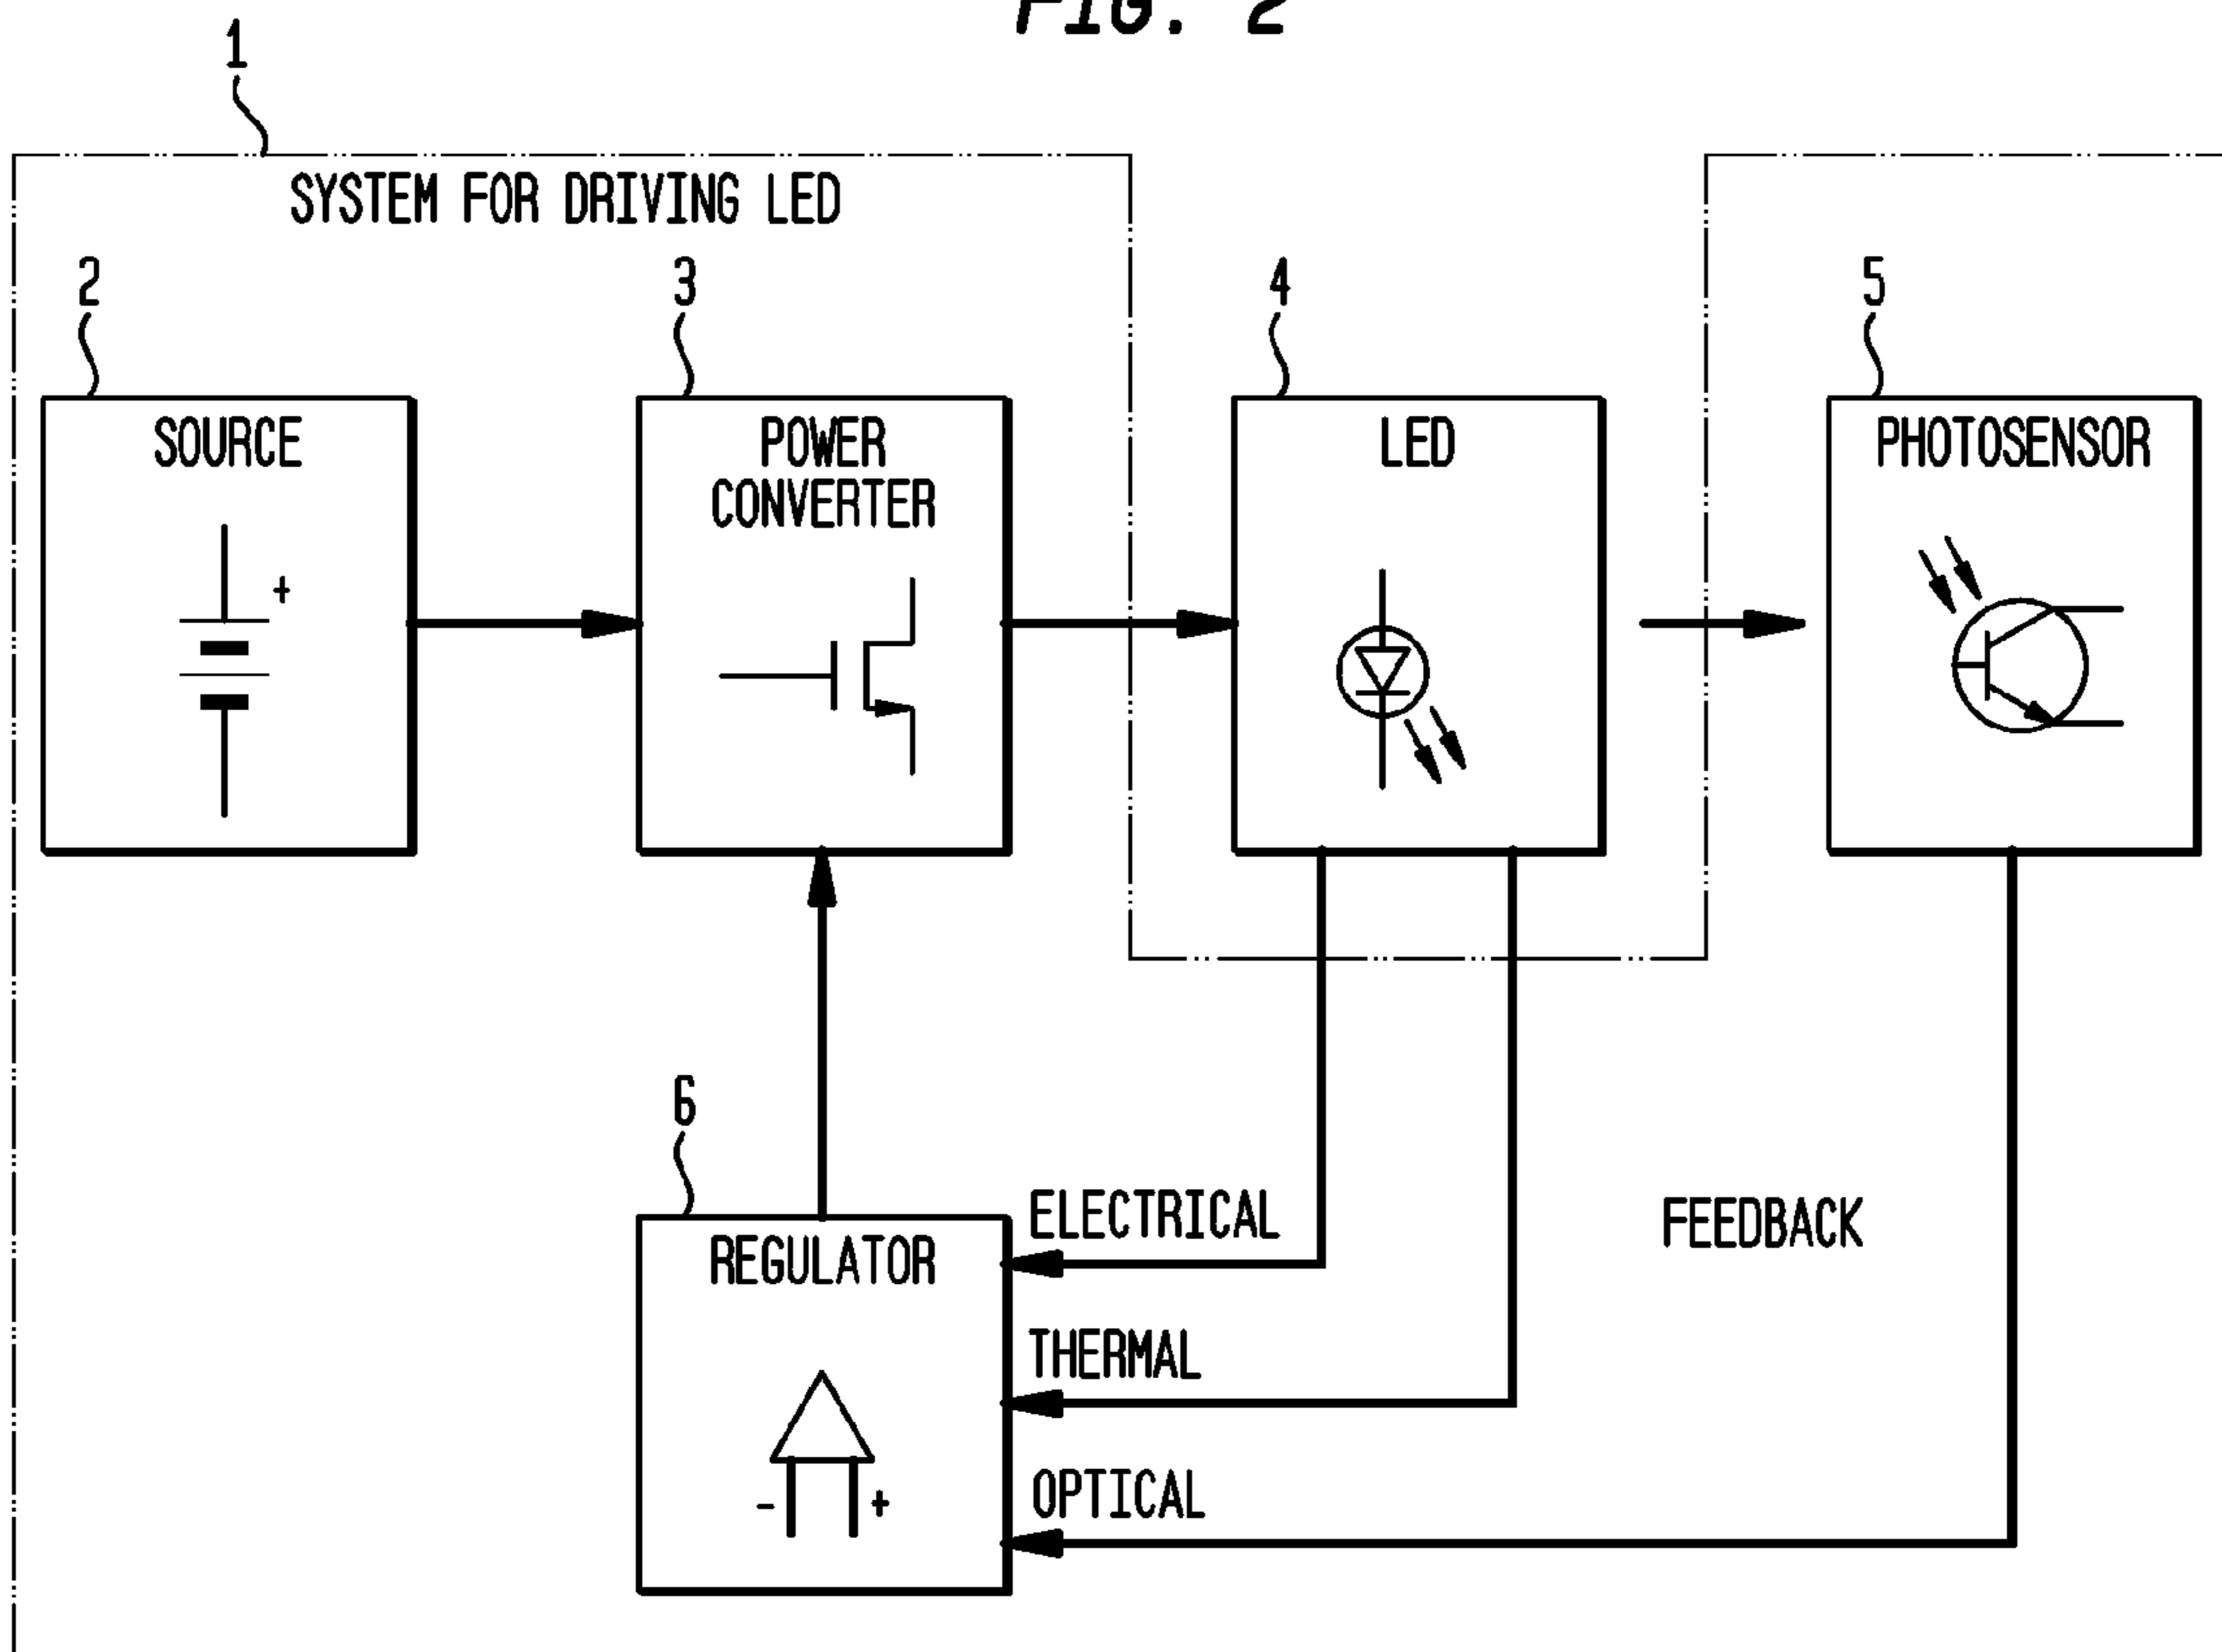 FIG. 2
1
SYSTEM FOR DRIVING LED
2
3
4
5
SOURCE
+
POWER
CONVERTER
LED
PHOTOSENSOR
6
REGULATOR
- +
ELECTRICAL
THERMAL
OPTICAL
FEEDBACK